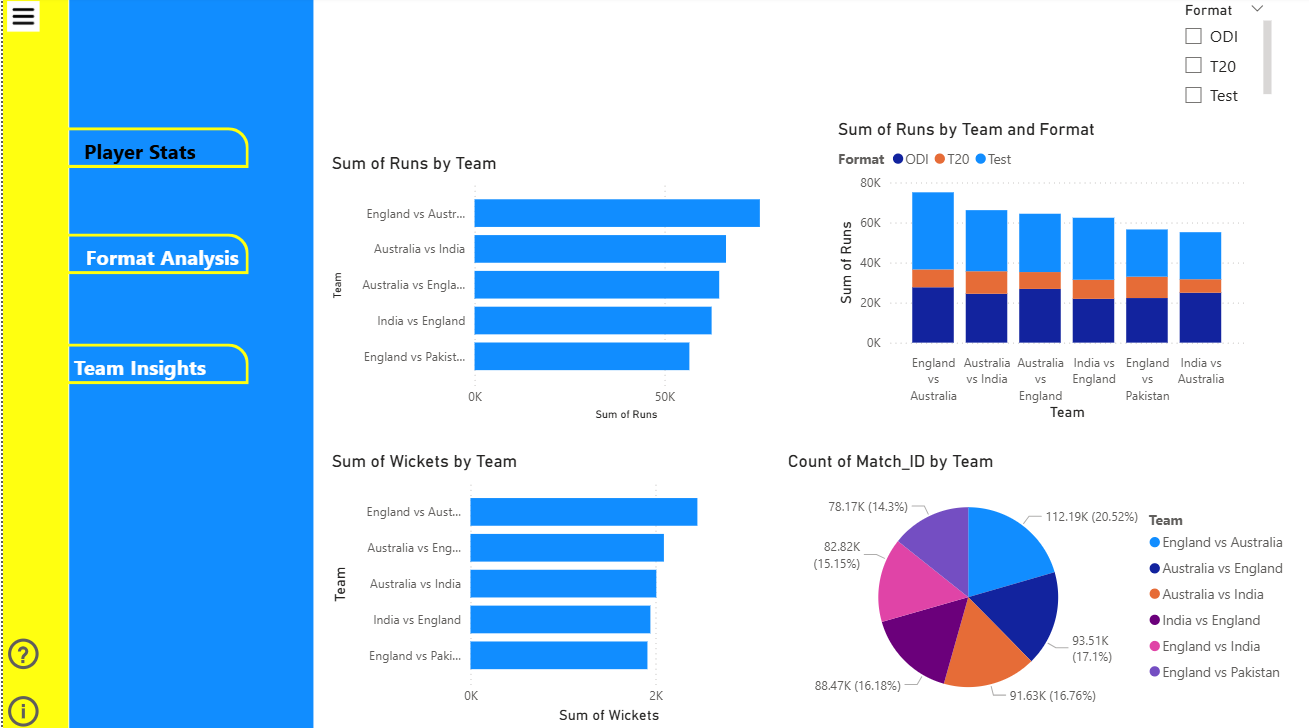 Format
ODI
T20
Test
Player Stats
Format Analysis
Team Insights
Sum of Runs by Team
Team
England vs Austr...
Australia vs India
Australia vs Engla...
India vs England
England vs Pakist...
0K
50K
Sum of Runs
Sum of Runs by Team and Format
Format ODI T20 Test
Sum of Runs
80K
60K
40K
20K
0K
England
vs
Australia
Australia
vs India
Australia
vs
England
India vs
England
England
vs
Pakistan
India vs
Australia
Team
Sum of Wickets by Team
Team
England vs Aust...
Australia vs Eng...
Australia vs India
India vs England
England vs Paki...
0K
2K
Sum of Wickets
Count of Match_ID by Team
78.17K (14.3%)
112.19K (20.52%)
82.82K
(15.15%)
93.51K
(17.1%)
88.47K (16.18%)
91.63K (16.76%)
Team
England vs Australia
Australia vs England
Australia vs India
India vs England
England vs India
England vs Pakistan
?
i